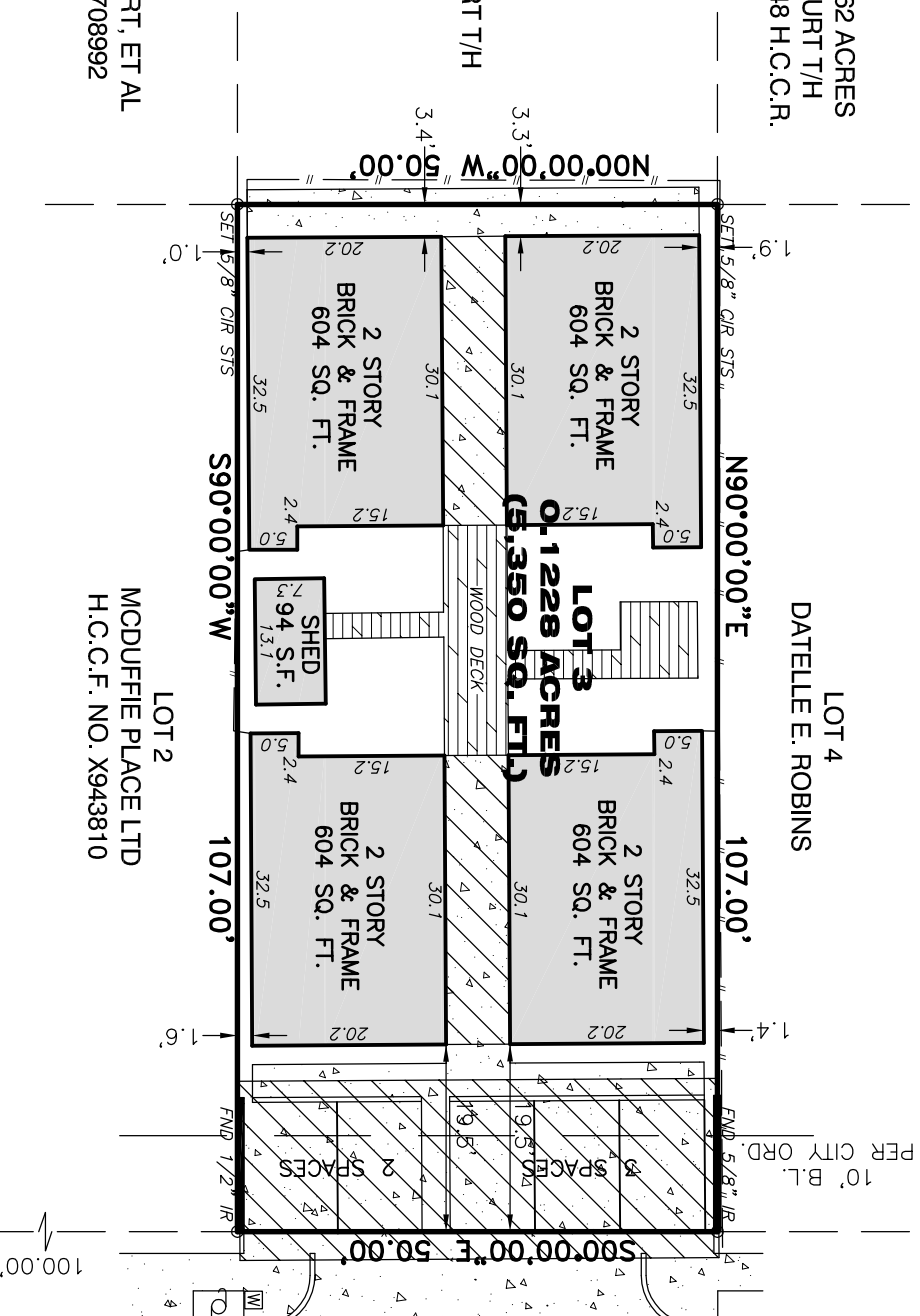 62 ACRES
URT T/H
48 H.C.C.R.
RT T/H
RT, ET AL
708992
3.4'
3.3'
N00°00'00"W 50.00'
SET 5/8" CIR STS
SET 5/8" CIR STS
1.0'
1.9'
20.2
20.2
2 STORY
BRICK & FRAME
604 SQ. FT.
2 STORY
BRICK & FRAME
604 SQ. FT.
32.5
30.1
30.1
32.5
2.4
5.0
15.2
15.2
2.4
5.0
S90°00'00"W
107.00'
N90°00'00"E
107.00'
LOT 3
0.1228 ACRES
(5,350 SQ. FT.)
WOOD DECK
SHED
94 S.F.
7.3
13.1
LOT 4
DATELLE E. ROBINS
LOT 2
MCDUFFIE PLACE LTD
H.C.C.F. NO. X943810
5.0
2.4
15.2
15.2
5.0
2.4
2 STORY
BRICK & FRAME
604 SQ. FT.
2 STORY
BRICK & FRAME
604 SQ. FT.
32.5
30.1
30.1
32.5
20.2
20.2
1.6'
1.4'
19.5'
19.5'
2 SPACES
3 SPACES
FND 1/2" IR
FND 5/8" IR
10' B.L.
PER CITY ORD.
S00°00'00"E 50.00'
100.00'
W